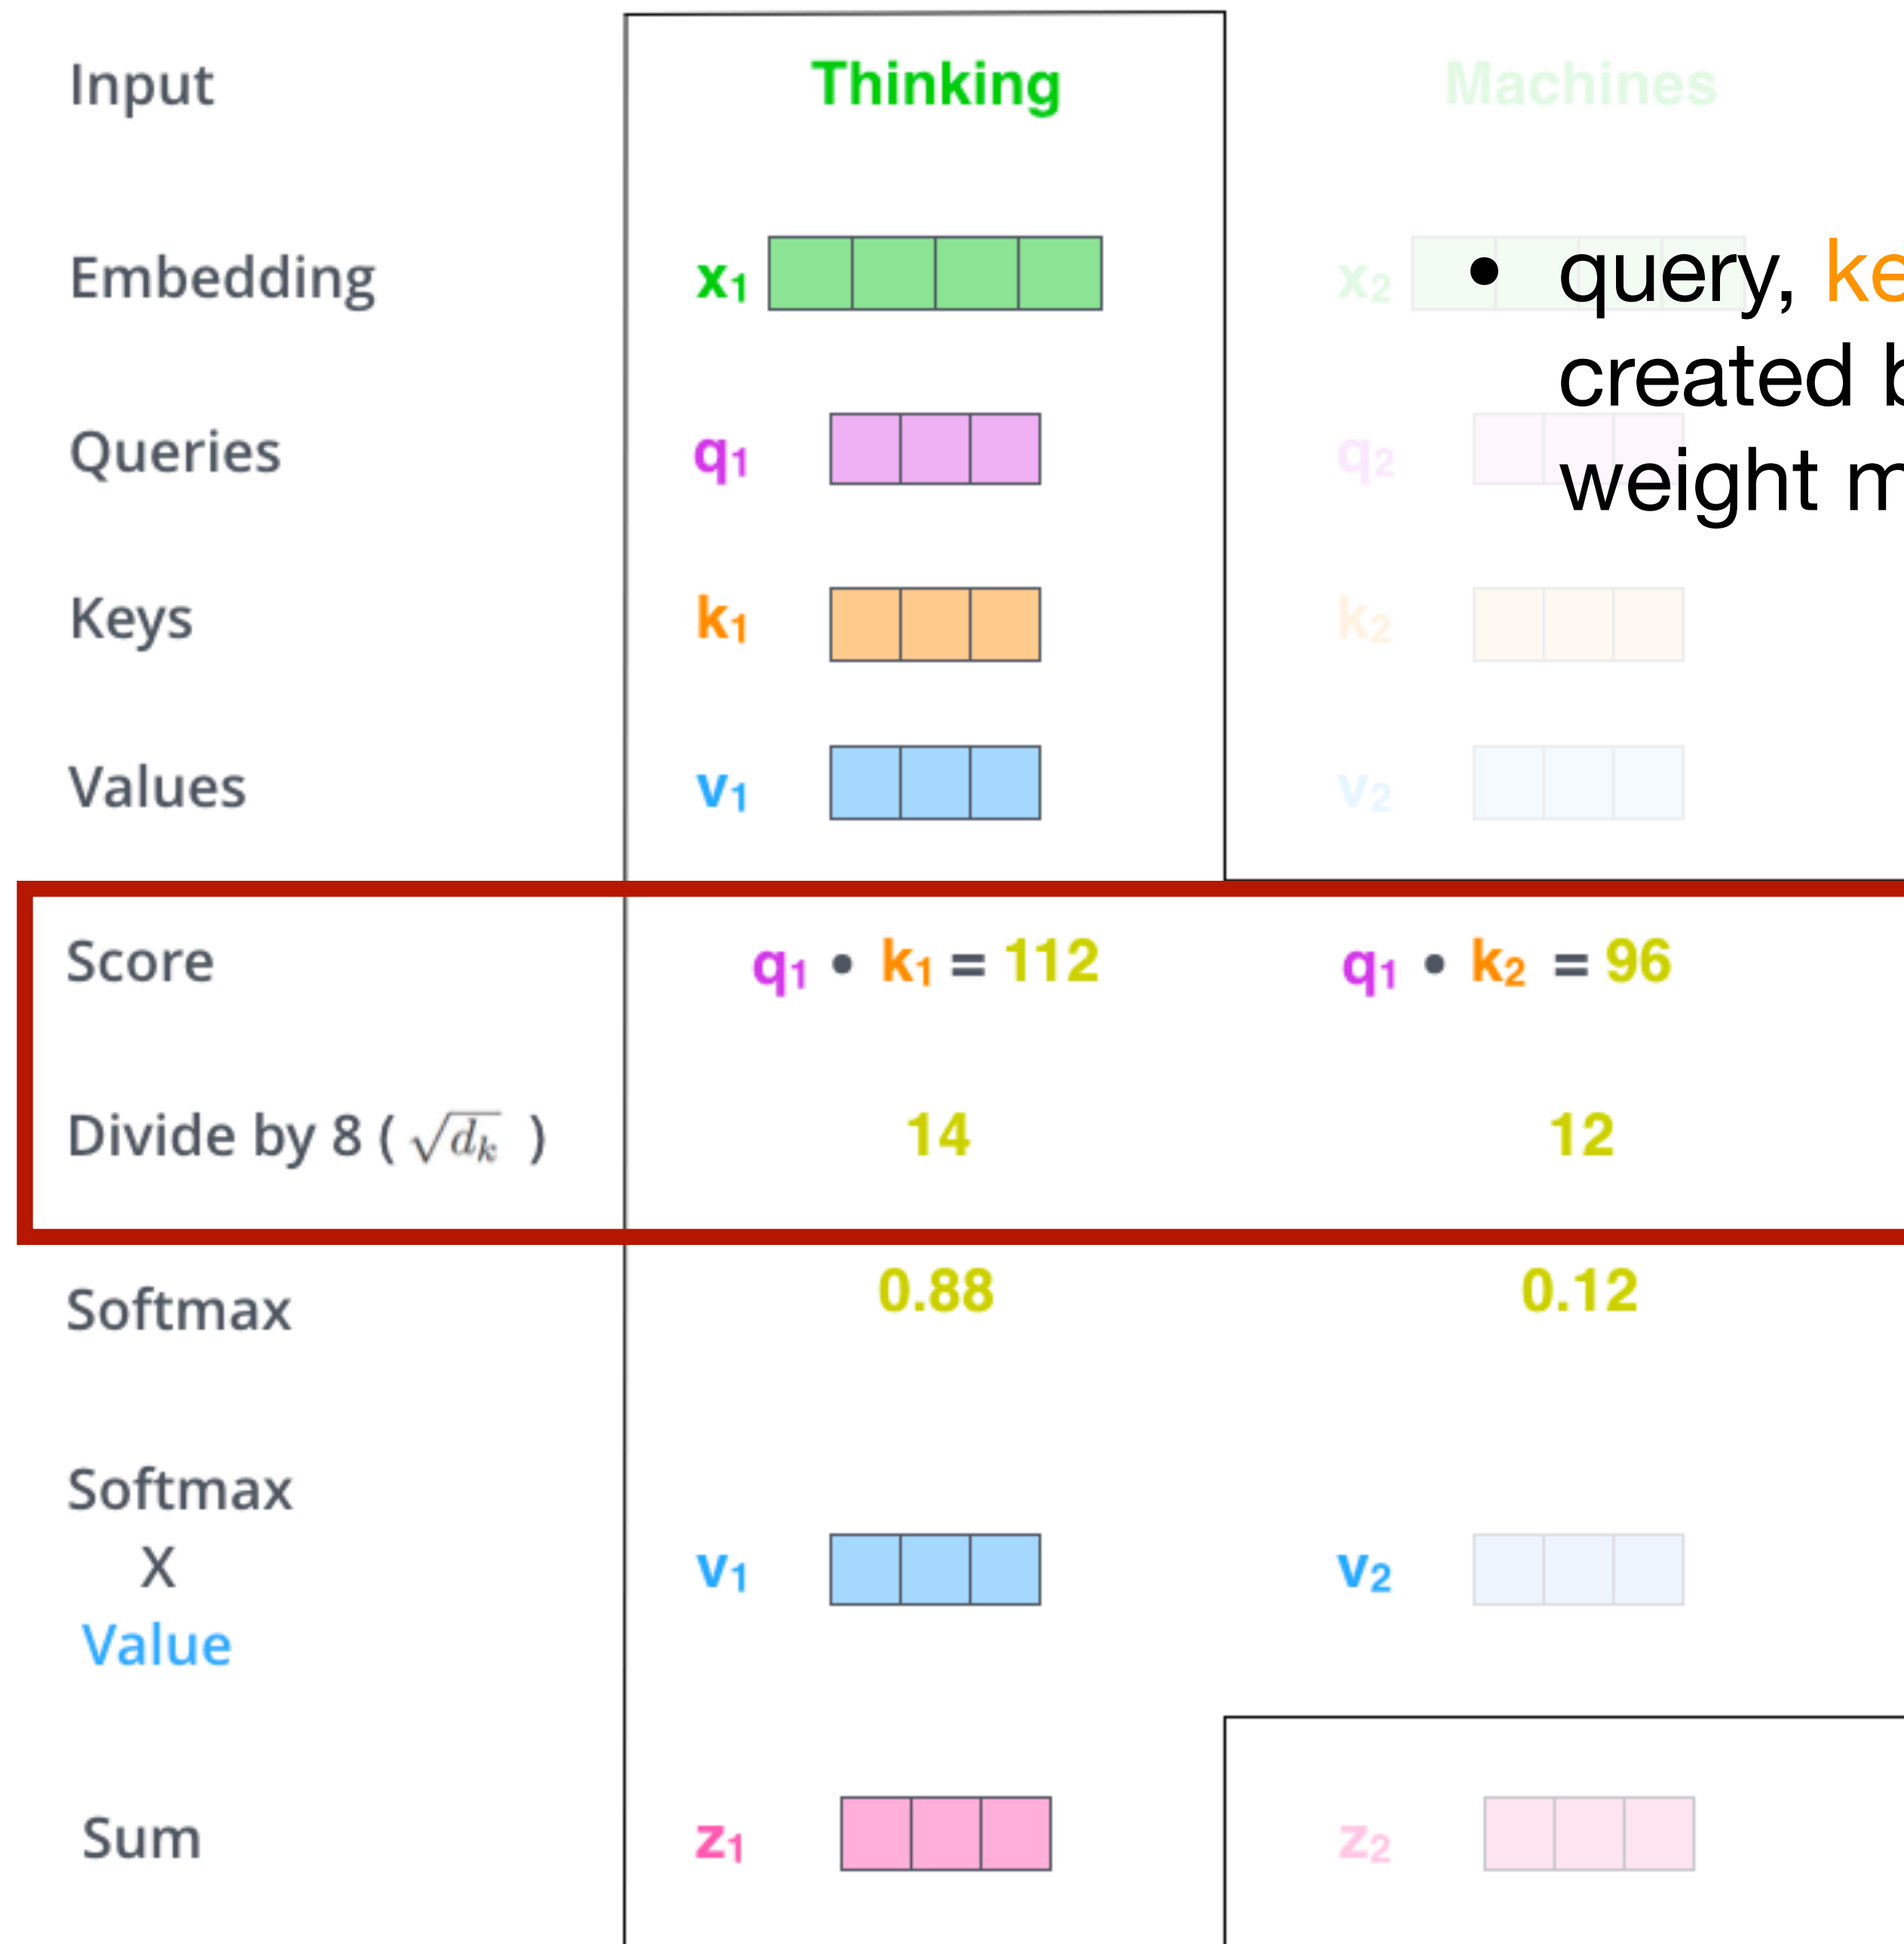 Input Thinking Machines
Embedding x1 x2
• query, ke
created b
Queries q1 q2
weight m
Keys k1 k2
Values v1 v2
Score q1 • k1 = 112 q1 • k2 = 96
Divide by 8 ( √dk ) 14 12
Softmax 0.88 0.12
Softmax
X
Value
v1 v2
Sum z1 z2